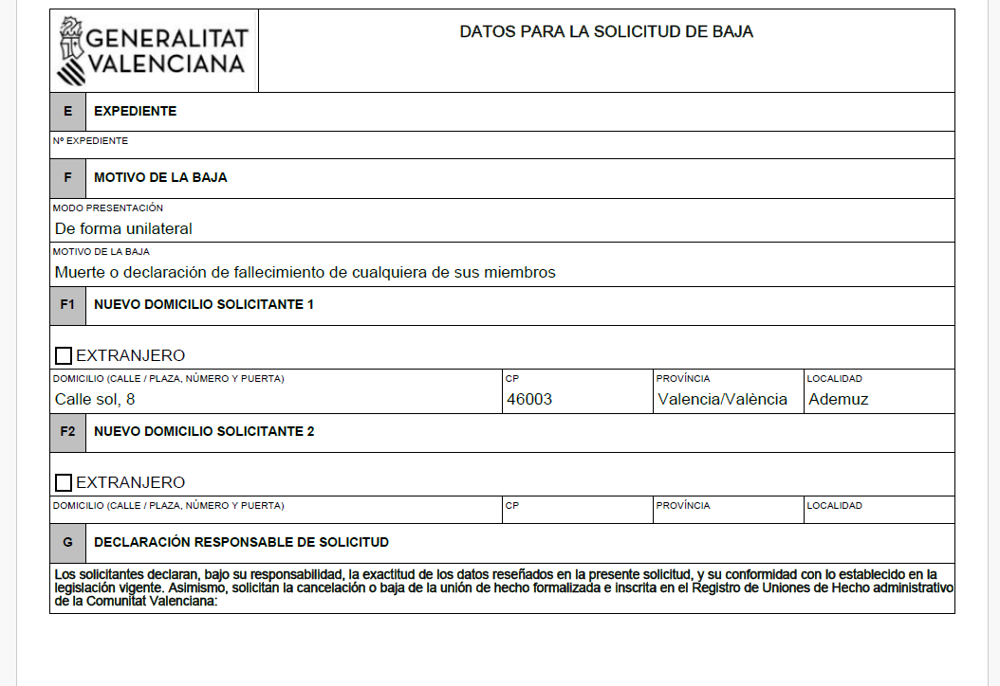 GENERALITAT
VALENCIANA
DATOS PARA LA SOLICITUD DE BAJA
E EXPEDIENTE
Nº EXPEDIENTE
F MOTIVO DE LA BAJA
MODO PRESENTACIÓN
De forma unilateral
MOTIVO DE LA BAJA
Muerte o declaración de fallecimiento de cualquiera de sus miembros
F1 NUEVO DOMICILIO SOLICITANTE 1
EXTRANJERO
DOMICILIO (CALLE / PLAZA, NÚMERO Y PUERTA) CP PROVÍNCIA LOCALIDAD
Calle sol, 8 46003 Valencia/València Ademuz
F2 NUEVO DOMICILIO SOLICITANTE 2
EXTRANJERO
DOMICILIO (CALLE / PLAZA, NÚMERO Y PUERTA) CP PROVÍNCIA LOCALIDAD
G DECLARACIÓN RESPONSABLE DE SOLICITUD
Los solicitantes declaran, bajo su responsabilidad, la exactitud de los datos reseñados en la presente solicitud, y su conformidad con lo establecido en la
legislación vigente. Asimismo, solicitan la cancelación o baja de la unión de hecho formalizada e inscrita en el Registro de Uniones de Hecho administrativo
de la Comunitat Valenciana: